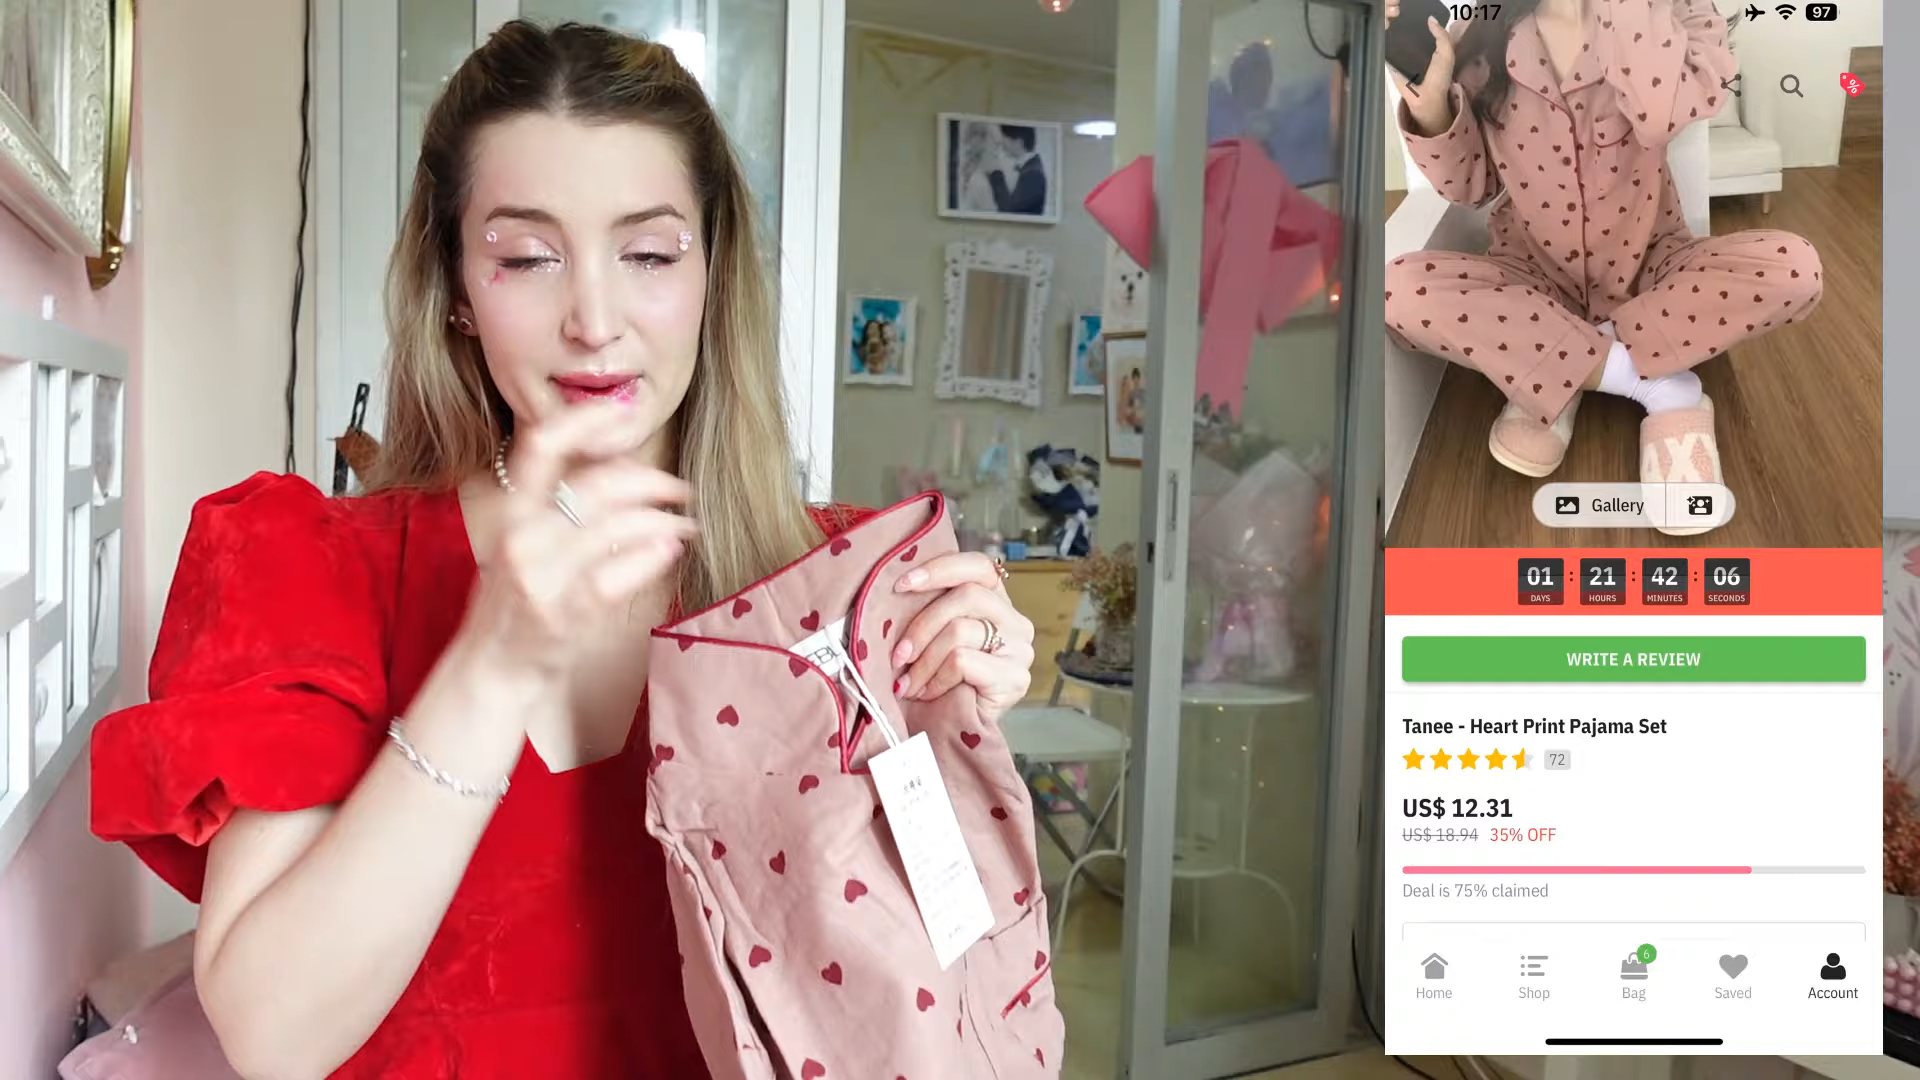 10:17
97
Gallery
01 : 21 : 42 : 06
DAYS HOURS MINUTES SECONDS
WRITE A REVIEW
Tanee - Heart Print Pajama Set
72
US$ 12.31
US$ 18.94 35% OFF
Deal is 75% claimed
6
Home Shop Bag Saved Account